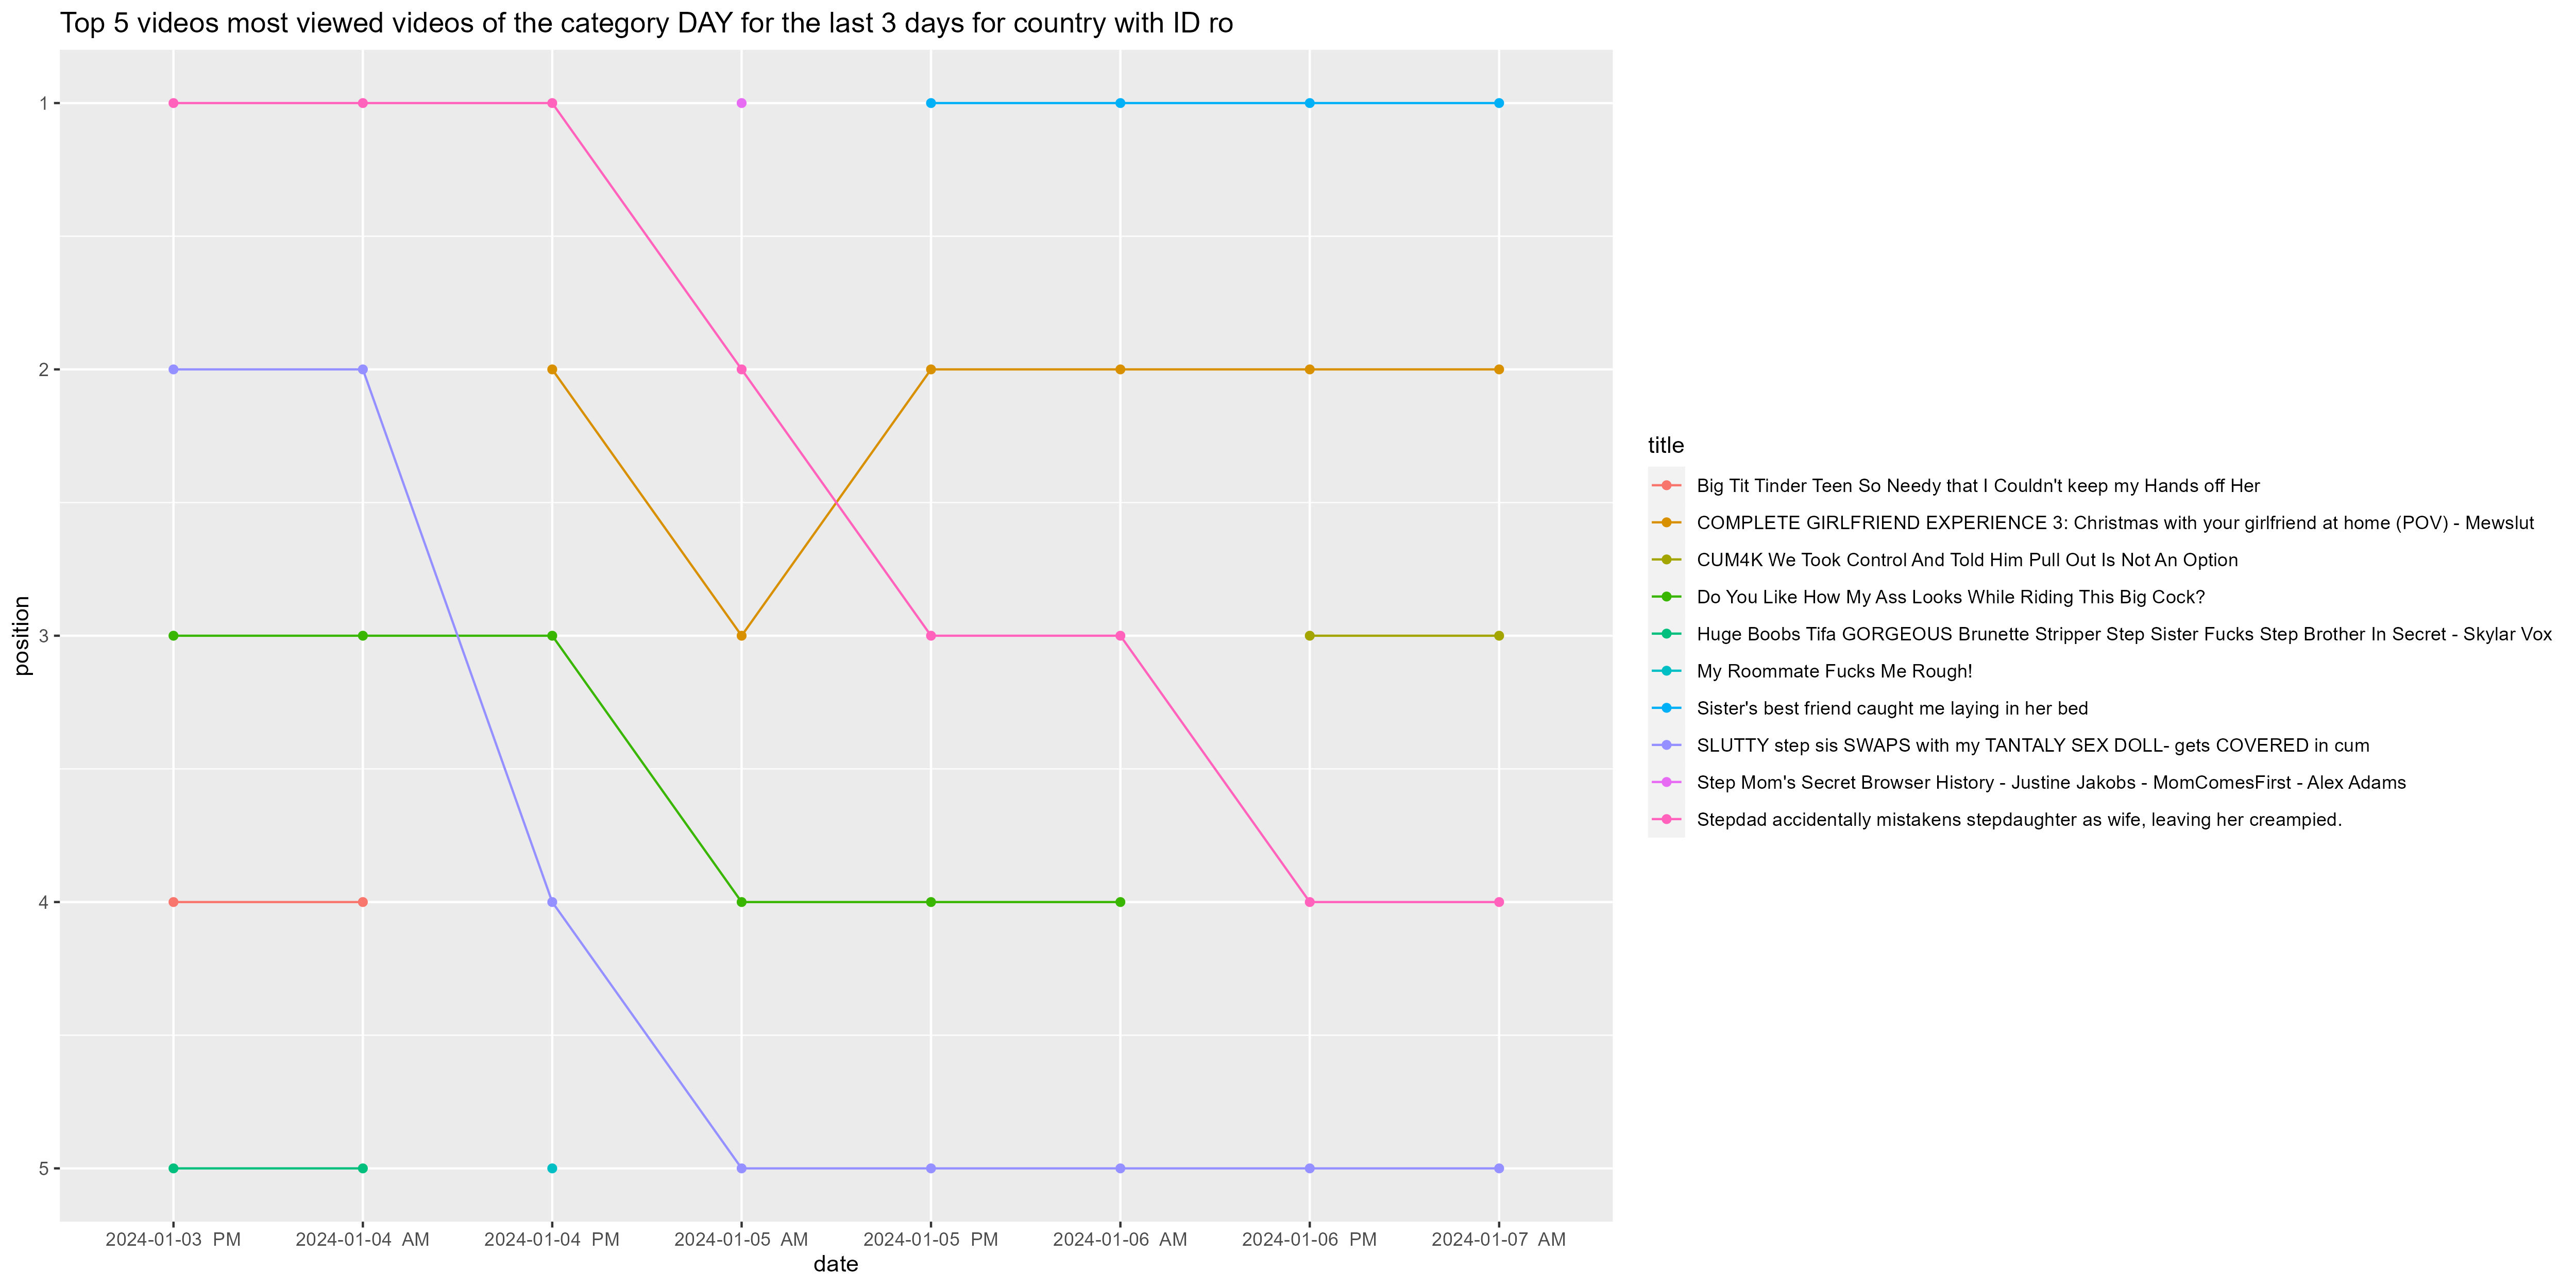 Top 5 videos most viewed videos of the category DAY for the last 3 days for country with ID ro
position
1
2
3
4
5
2024-01-03 PM
2024-01-04 AM
2024-01-04 PM
2024-01-05 AM
2024-01-05 PM
2024-01-06 AM
2024-01-06 PM
2024-01-07 AM
date
title
Big Tit Tinder Teen So Needy that I Couldn't keep my Hands off Her
COMPLETE GIRLFRIEND EXPERIENCE 3: Christmas with your girlfriend at home (POV) - Mewslut
CUM4K We Took Control And Told Him Pull Out Is Not An Option
Do You Like How My Ass Looks While Riding This Big Cock?
Huge Boobs Tifa GORGEOUS Brunette Stripper Step Sister Fucks Step Brother In Secret - Skylar Vox
My Roommate Fucks Me Rough!
Sister's best friend caught me laying in her bed
SLUTTY step sis SWAPS with my TANTALY SEX DOLL- gets COVERED in cum
Step Mom's Secret Browser History - Justine Jakobs - MomComesFirst - Alex Adams
Stepdad accidentally mistakens stepdaughter as wife, leaving her creampied.